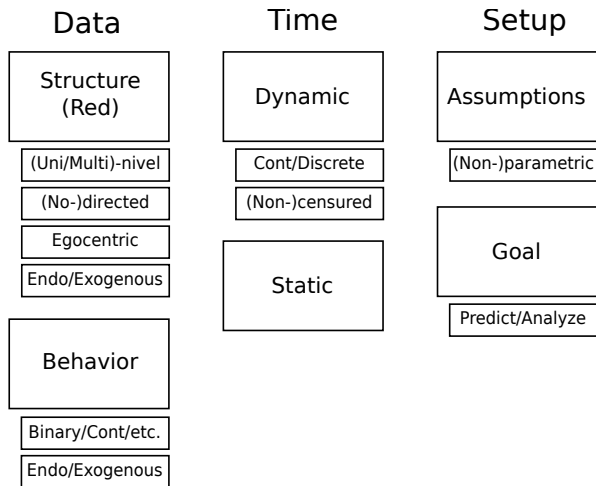 Data
Structure
(Red)
(Uni/Multi)-nivel
(No-)directed
Egocentric
Endo/Exogenous
Behavior
Binary/Cont/etc.
Endo/Exogenous
Time
Dynamic
Cont/Discrete
(Non-)censured
Static
Setup
Assumptions
(Non-)parametric
Goal
Predict/Analyze